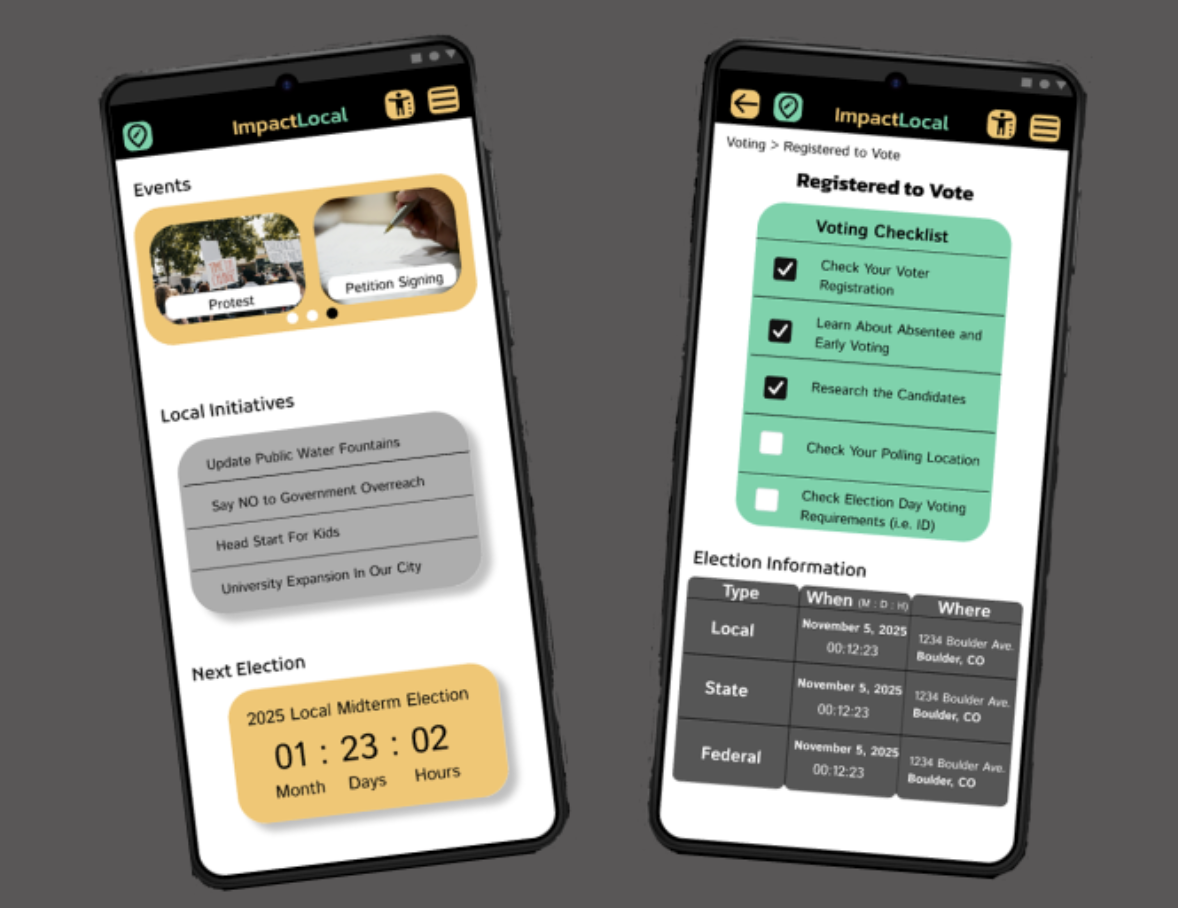 ImpactLocal
Events
Protest
Petition Signing
Local Initiatives
Update Public Water Fountains
Say NO to Government Overreach
Head Start For Kids
University Expansion In Our City
Next Election
2025 Local Midterm Election
01 : 23 : 02
Month Days Hours
ImpactLocal
Voting > Registered to Vote
Registered to Vote
Voting Checklist
Check Your Voter
Registration
Learn About Absentee and
Early Voting
Research the Candidates
Check Your Polling Location
Check Election Day Voting
Requirements (i.e. ID)
Election Information
Type When (M : D : H) Where
Local
November 5, 2025
00:12:23
1234 Boulder Ave.
Boulder, CO
State
November 5, 2025
00:12:23
1234 Boulder Ave.
Boulder, CO
Federal
November 5, 2025
00:12:23
1234 Boulder Ave.
Boulder, CO